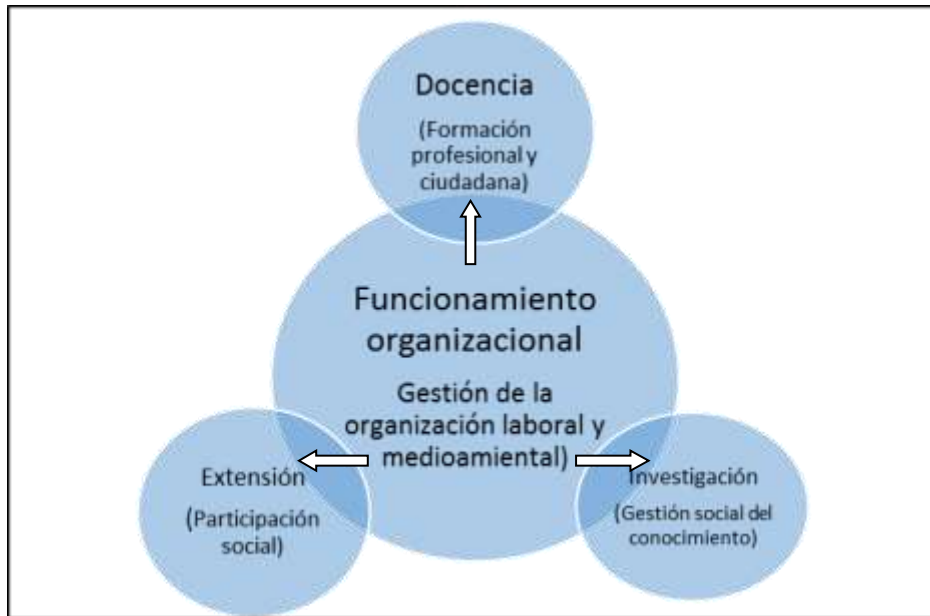 Docencia
(Formación
profesional y
ciudadana)
Funcionamiento
organizacional
Gestión de la
organización laboral y
medioamiental)
Extensión
(Participación
social)
Investigación
(Gestión social del
conocimiento)